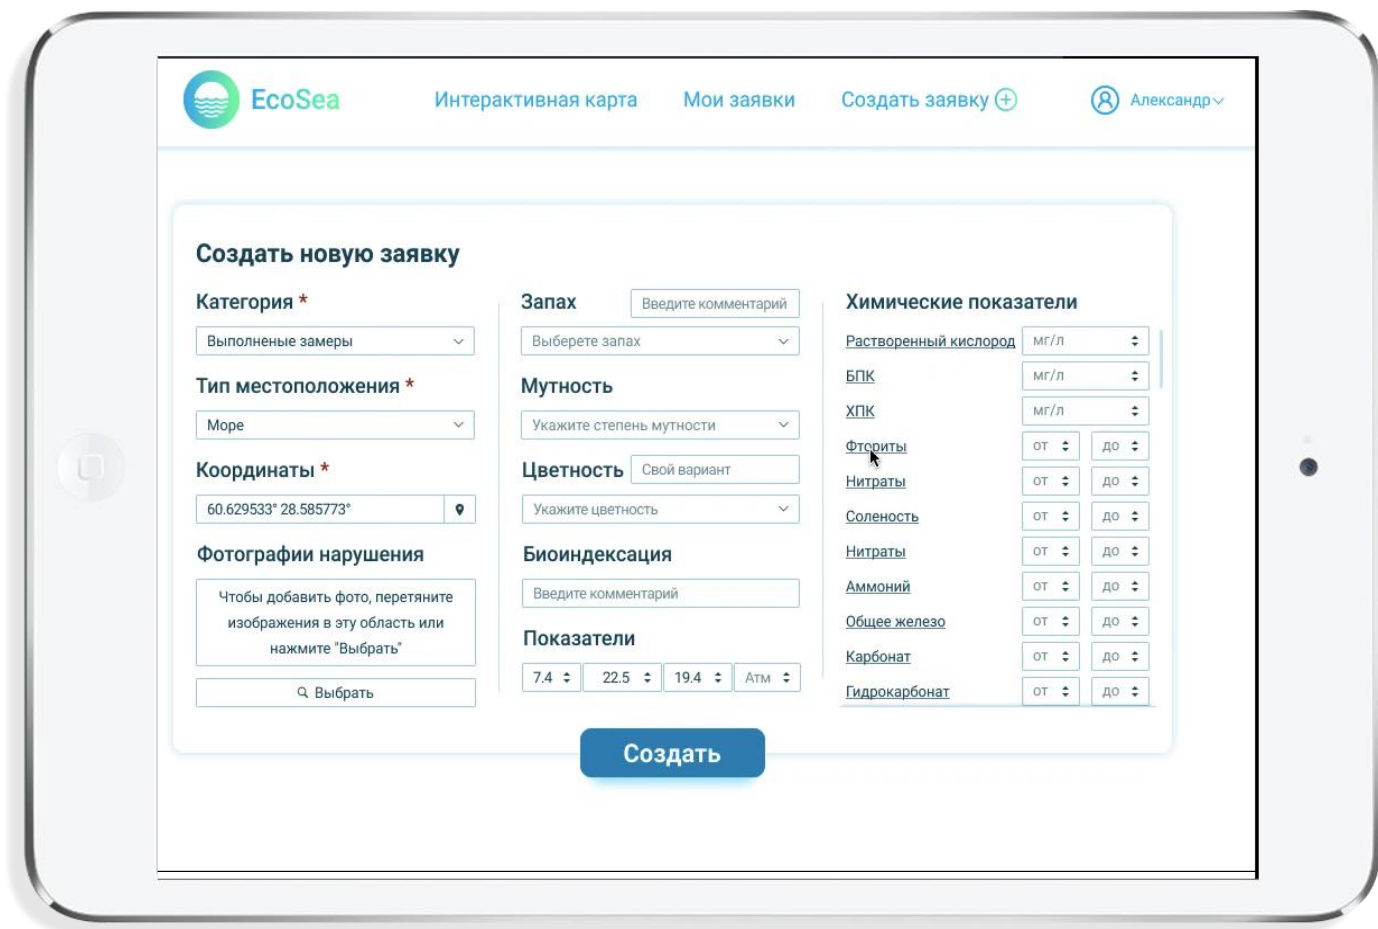 EcoSea
Интерактивная карта
Мои заявки
Создать заявку
Александр
Создать новую заявку
Категория *
Выполненые замеры
Тип местоположения *
Море
Координаты *
60.629533° 28.585773°
Фотографии нарушения
Чтобы добавить фото, перетяните
изображения в эту область или
нажмите "Выбрать"
Выбрать
Запах
Введите комментарий
Выберете запах
Мутность
Укажите степень мутности
Цветность
Свой вариант
Укажите цветность
Биоиндексация
Введите комментарий
Показатели
7.4 22.5 19.4 Атм
Химические показатели
Растворенный кислород мг/л
БПК мг/л
ХПК мг/л
Фториты от до
Нитраты от до
Соленость от до
Нитраты от до
Аммоний от до
Общее железо от до
Карбонат от до
Гидрокарбонат от до
Создать